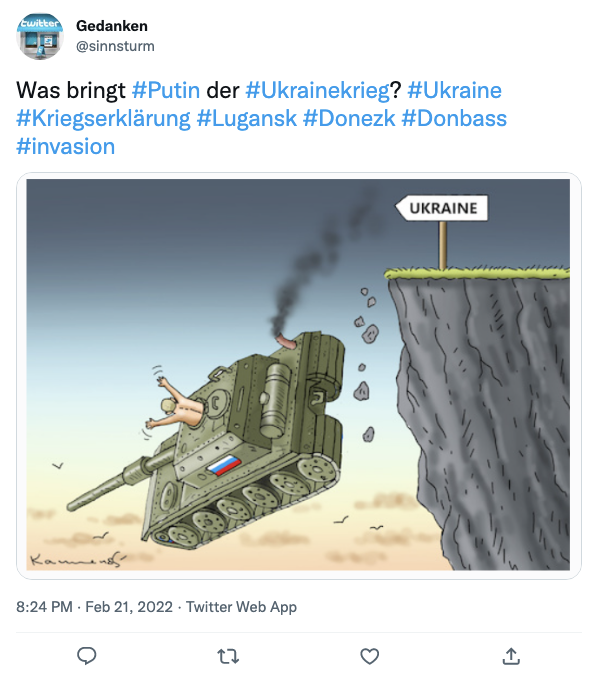 twitter
Gedanken
@sinnsturm
Was bringt #Putin der #Ukrainekrieg? #Ukraine
#Kriegserklärung #Lugansk #Donezk #Donbass
#invasion
UKRAINE
8:24 PM · Feb 21, 2022 · Twitter Web App